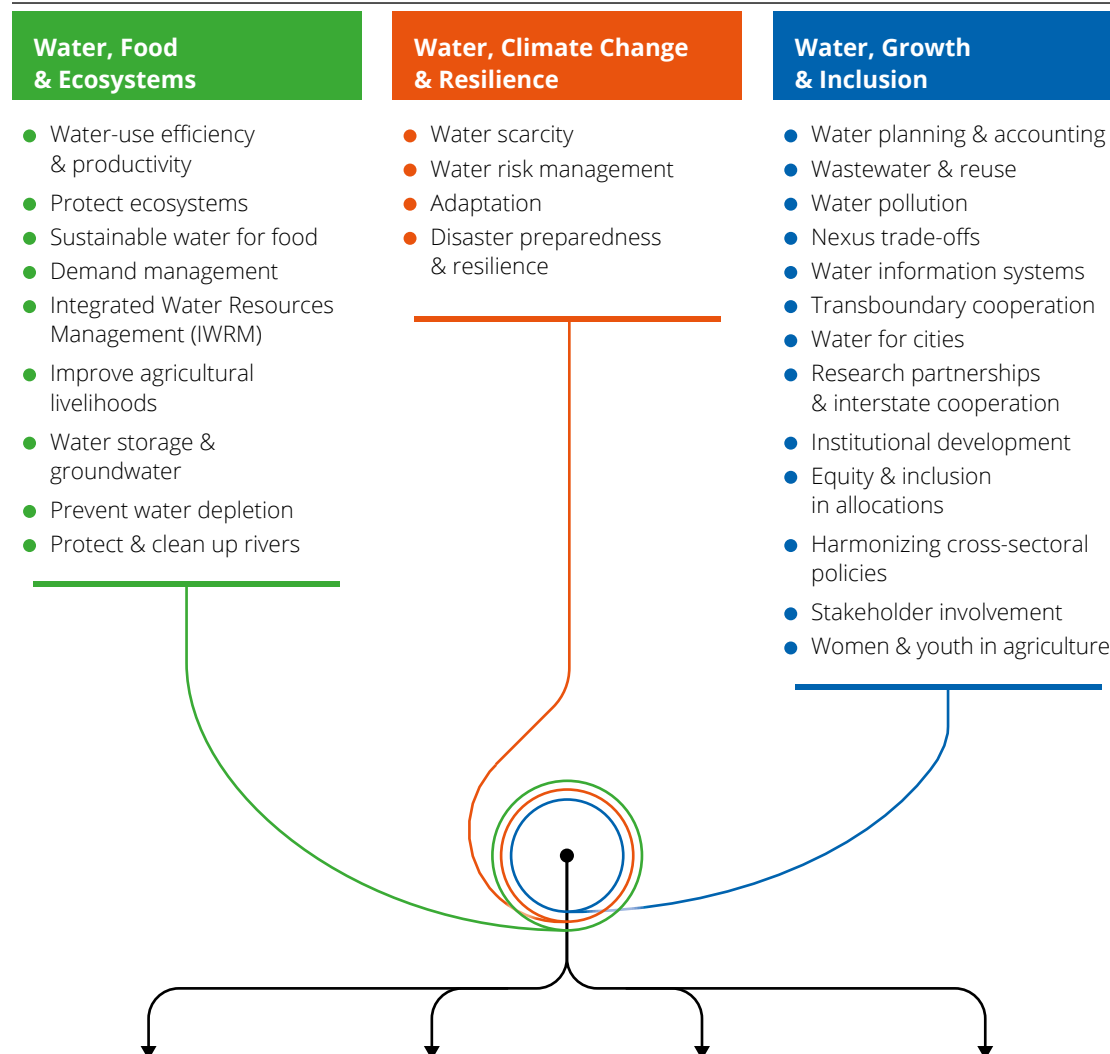 Water, Food
& Ecosystems
Water-use efficiency
& productivity
Protect ecosystems
Sustainable water for food
Demand management
Integrated Water Resources
Management (IWRM)
Improve agricultural
livelihoods
Water storage &
groundwater
Prevent water depletion
Protect & clean up rivers
Water, Climate Change
& Resilience
Water scarcity
Water risk management
Adaptation
Disaster preparedness
& resilience
Water, Growth
& Inclusion
Water planning & accounting
Wastewater & reuse
Water pollution
Nexus trade-offs
Water information systems
Transboundary cooperation
Water for cities
Research partnerships
& interstate cooperation
Institutional development
Equity & inclusion
in allocations
Harmonizing cross-sectoral
policies
Stakeholder involvement
Women & youth in agriculture